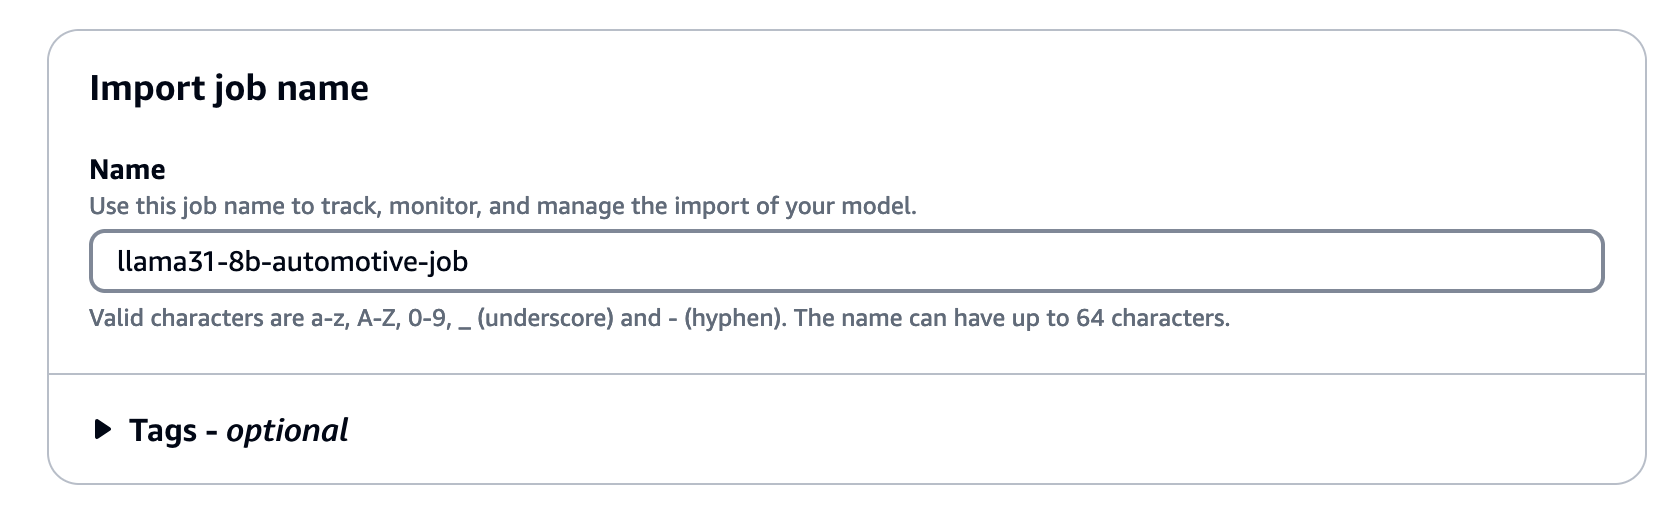 Import job name
Name
Use this job name to track, monitor, and manage the import of your model.
llama31-8b-automotive-job
Valid characters are a-z, A-Z, 0-9, _ (underscore) and - (hyphen). The name can have up to 64 characters.
Tags - optional